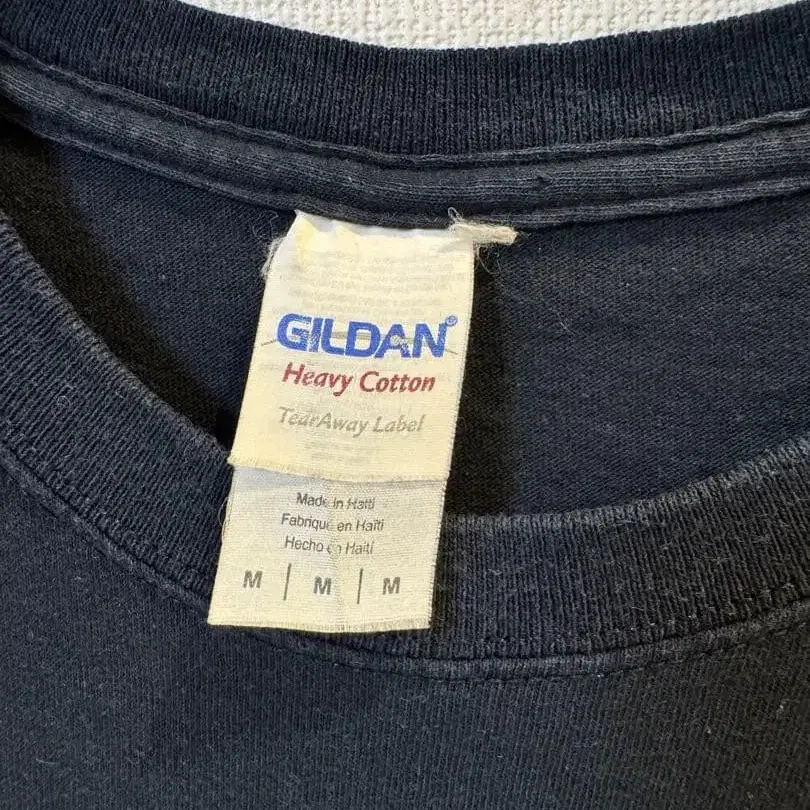 GILDAN®
Heavy Cotton
TearAway Label
Made in Haiti
Fabriqué en Haïti
Hecho en Haití
M | M | M